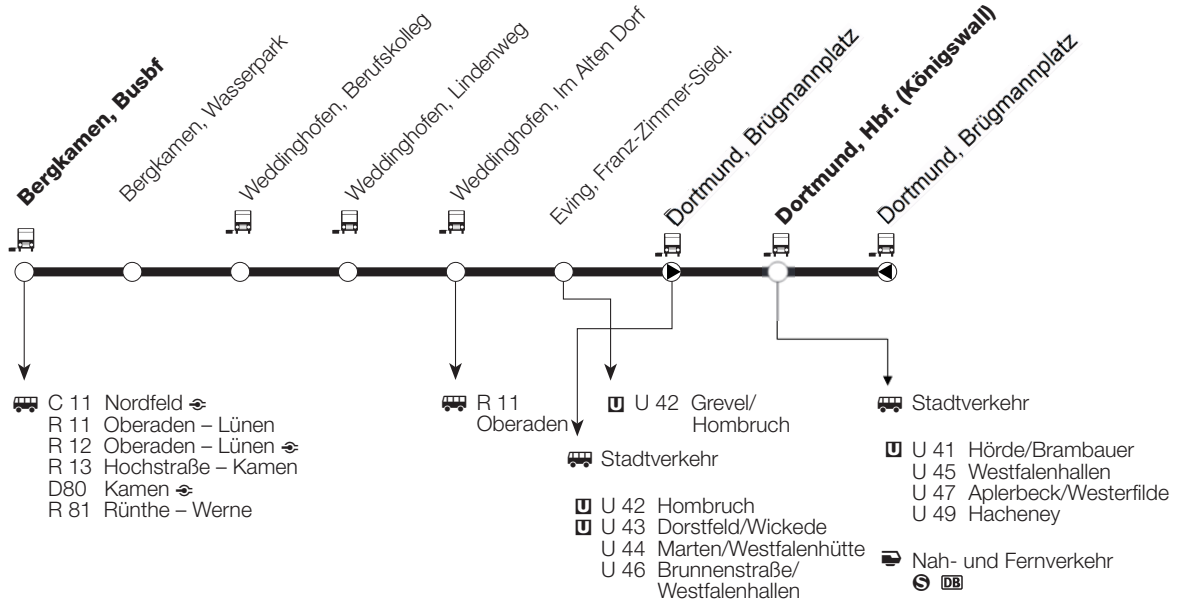 Bergkamen, Busbf
Bergkamen, Wasserpark
Weddinghofen, Berufskolleg
Weddinghofen, Lindenweg
Weddinghofen, Im Alten Dorf
Eving, Franz-Zimmer-Siedl.
Dortmund, Brügmannplatz
Dortmund, Hbf. (Königswall)
Dortmund, Brügmannplatz
C 11 Nordfeld
R 11 Oberaden – Lünen
R 12 Oberaden – Lünen
R 13 Hochstraße – Kamen
D80 Kamen
R 81 Rünthe – Werne
R 11
Oberaden
U U 42 Grevel/
Hombruch
Stadtverkehr
U U 42 Hombruch
U U 43 Dorstfeld/Wickede
U 44 Marten/Westfalenhütte
U 46 Brunnenstraße/
Westfalenhallen
Stadtverkehr
U U 41 Hörde/Brambauer
U 45 Westfalenhallen
U 47 Aplerbeck/Westerfilde
U 49 Hacheney
Nah- und Fernverkehr
S DB